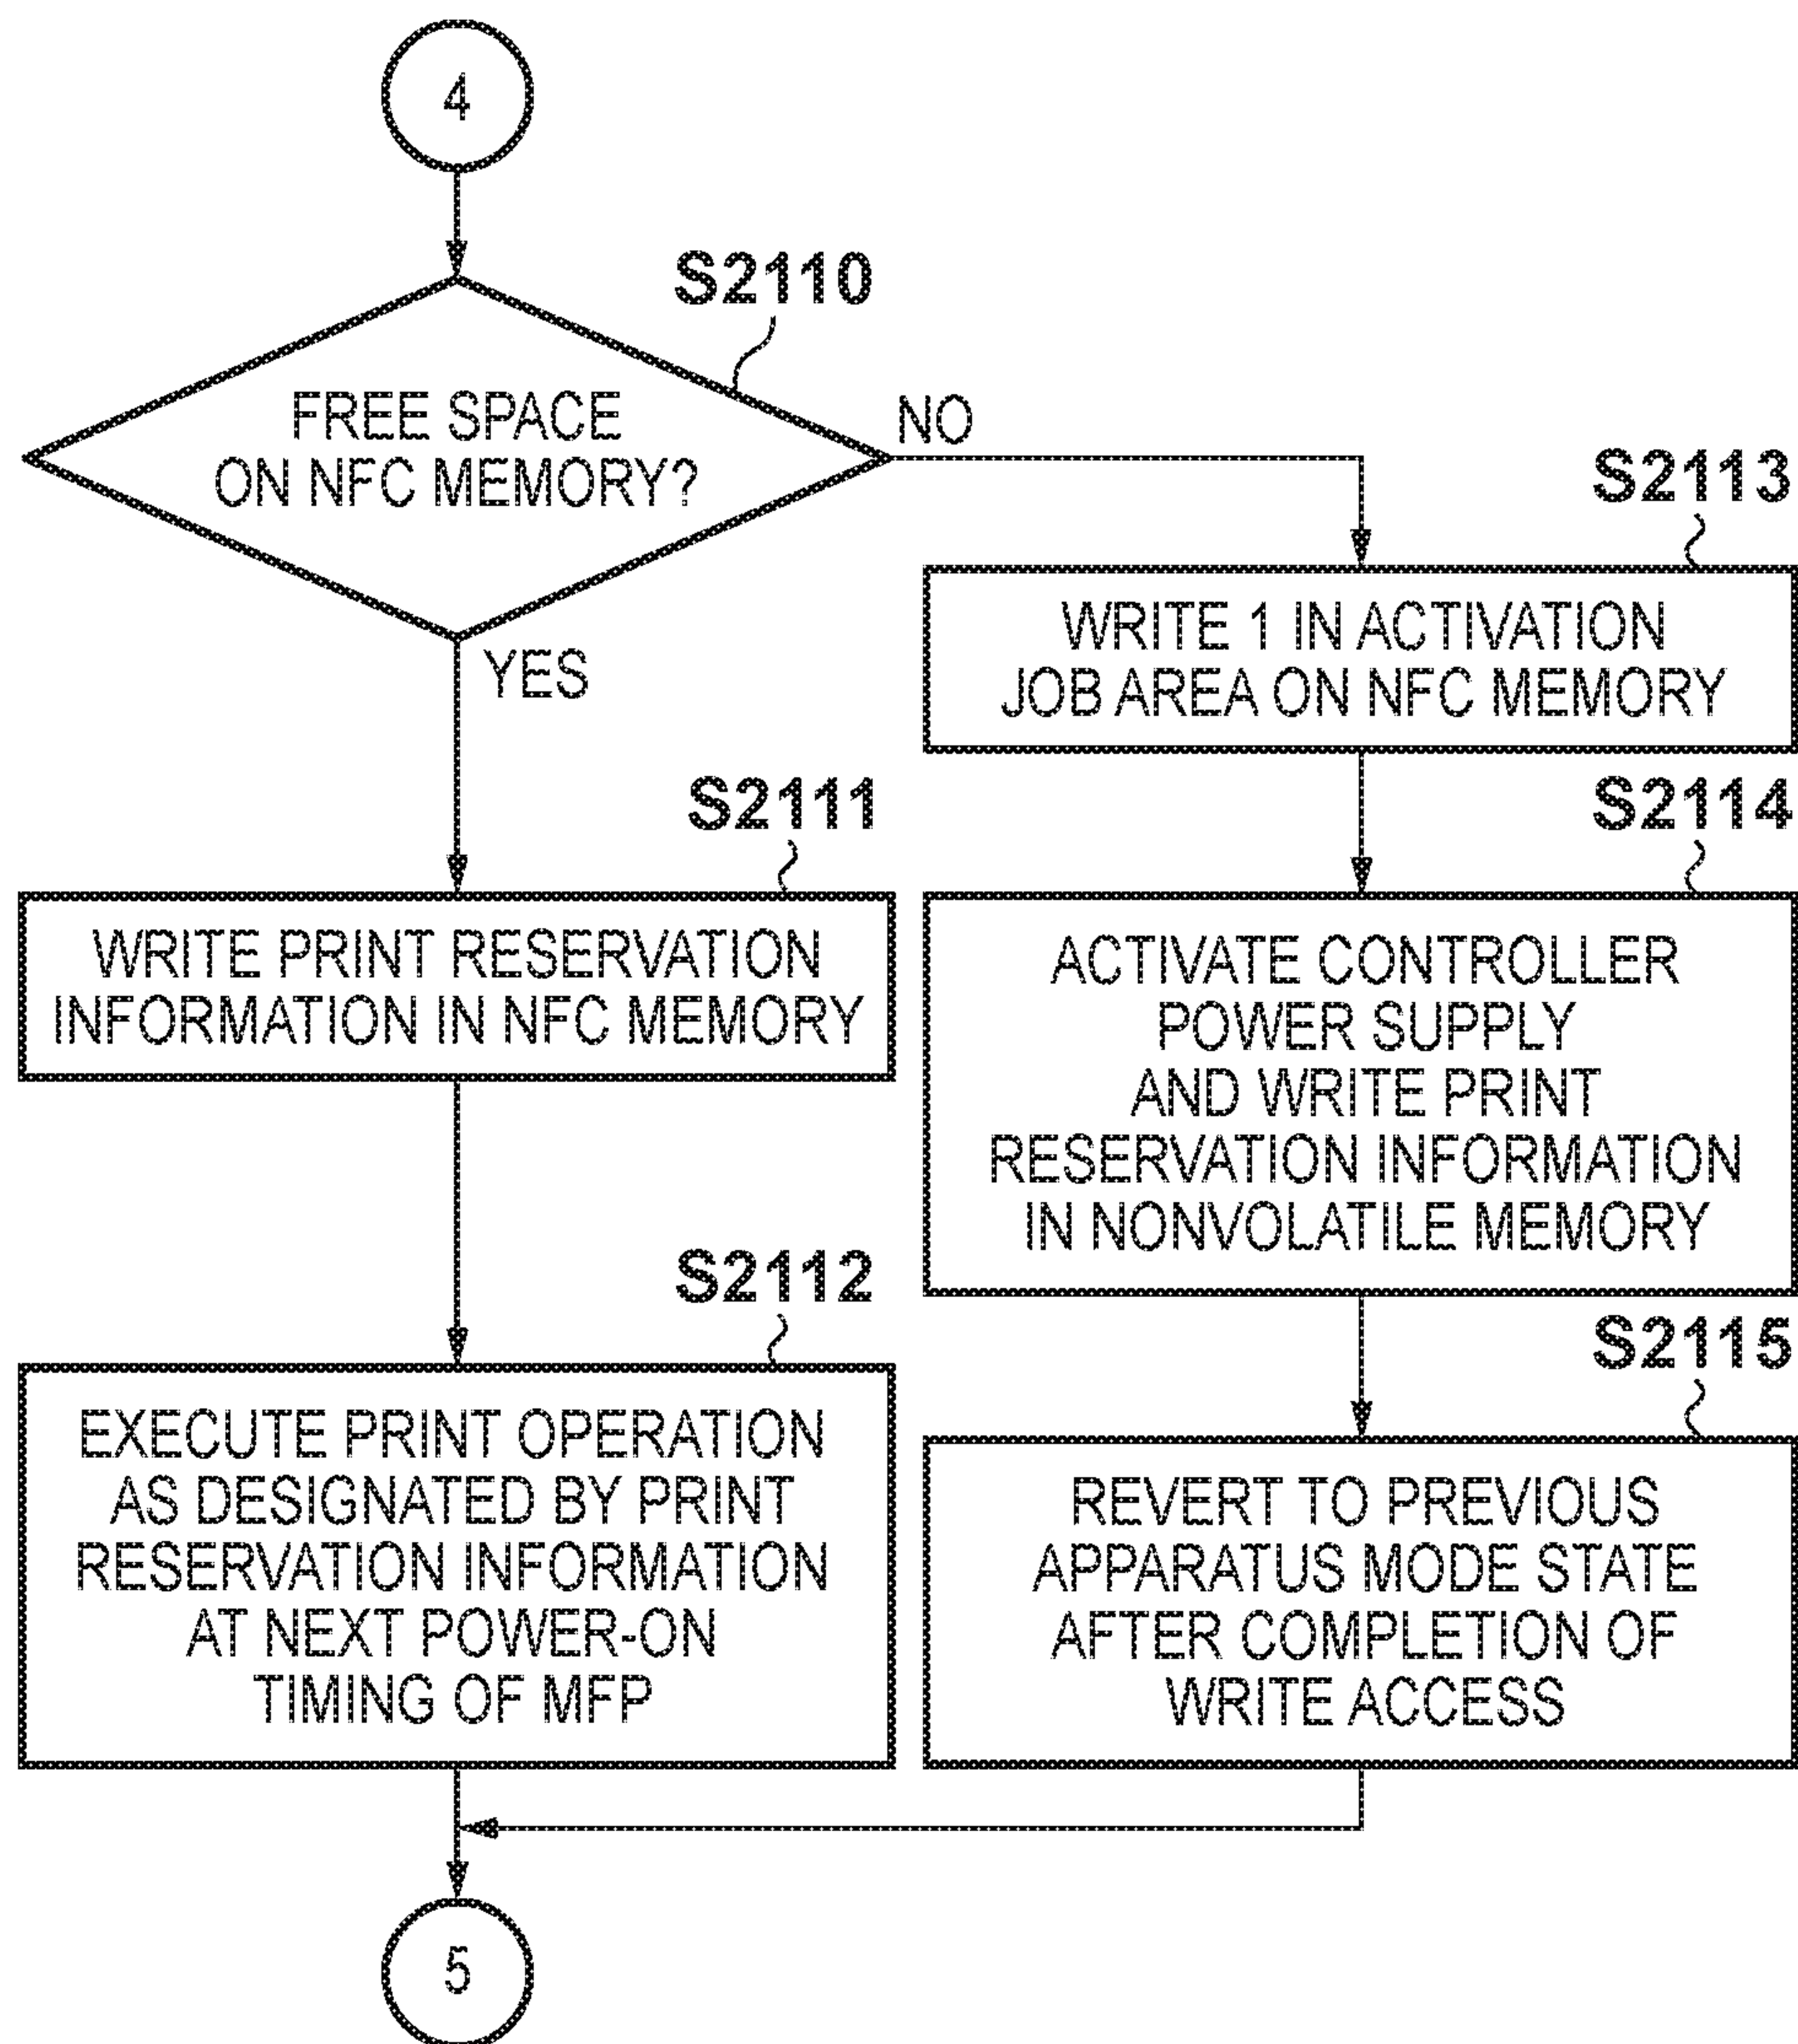 4
S2110
FREE SPACE
ON NFC MEMORY?
NO
YES
S2111
WRITE PRINT RESERVATION
INFORMATION IN NFC MEMORY
S2112
EXECUTE PRINT OPERATION
AS DESIGNATED BY PRINT
RESERVATION INFORMATION
AT NEXT POWER-ON
TIMING OF MFP
S2113
WRITE 1 IN ACTIVATION
JOB AREA ON NFC MEMORY
S2114
ACTIVATE CONTROLLER
POWER SUPPLY
AND WRITE PRINT
RESERVATION INFORMATION
IN NONVOLATILE MEMORY
S2115
REVERT TO PREVIOUS
APPARATUS MODE STATE
AFTER COMPLETION OF
WRITE ACCESS
5